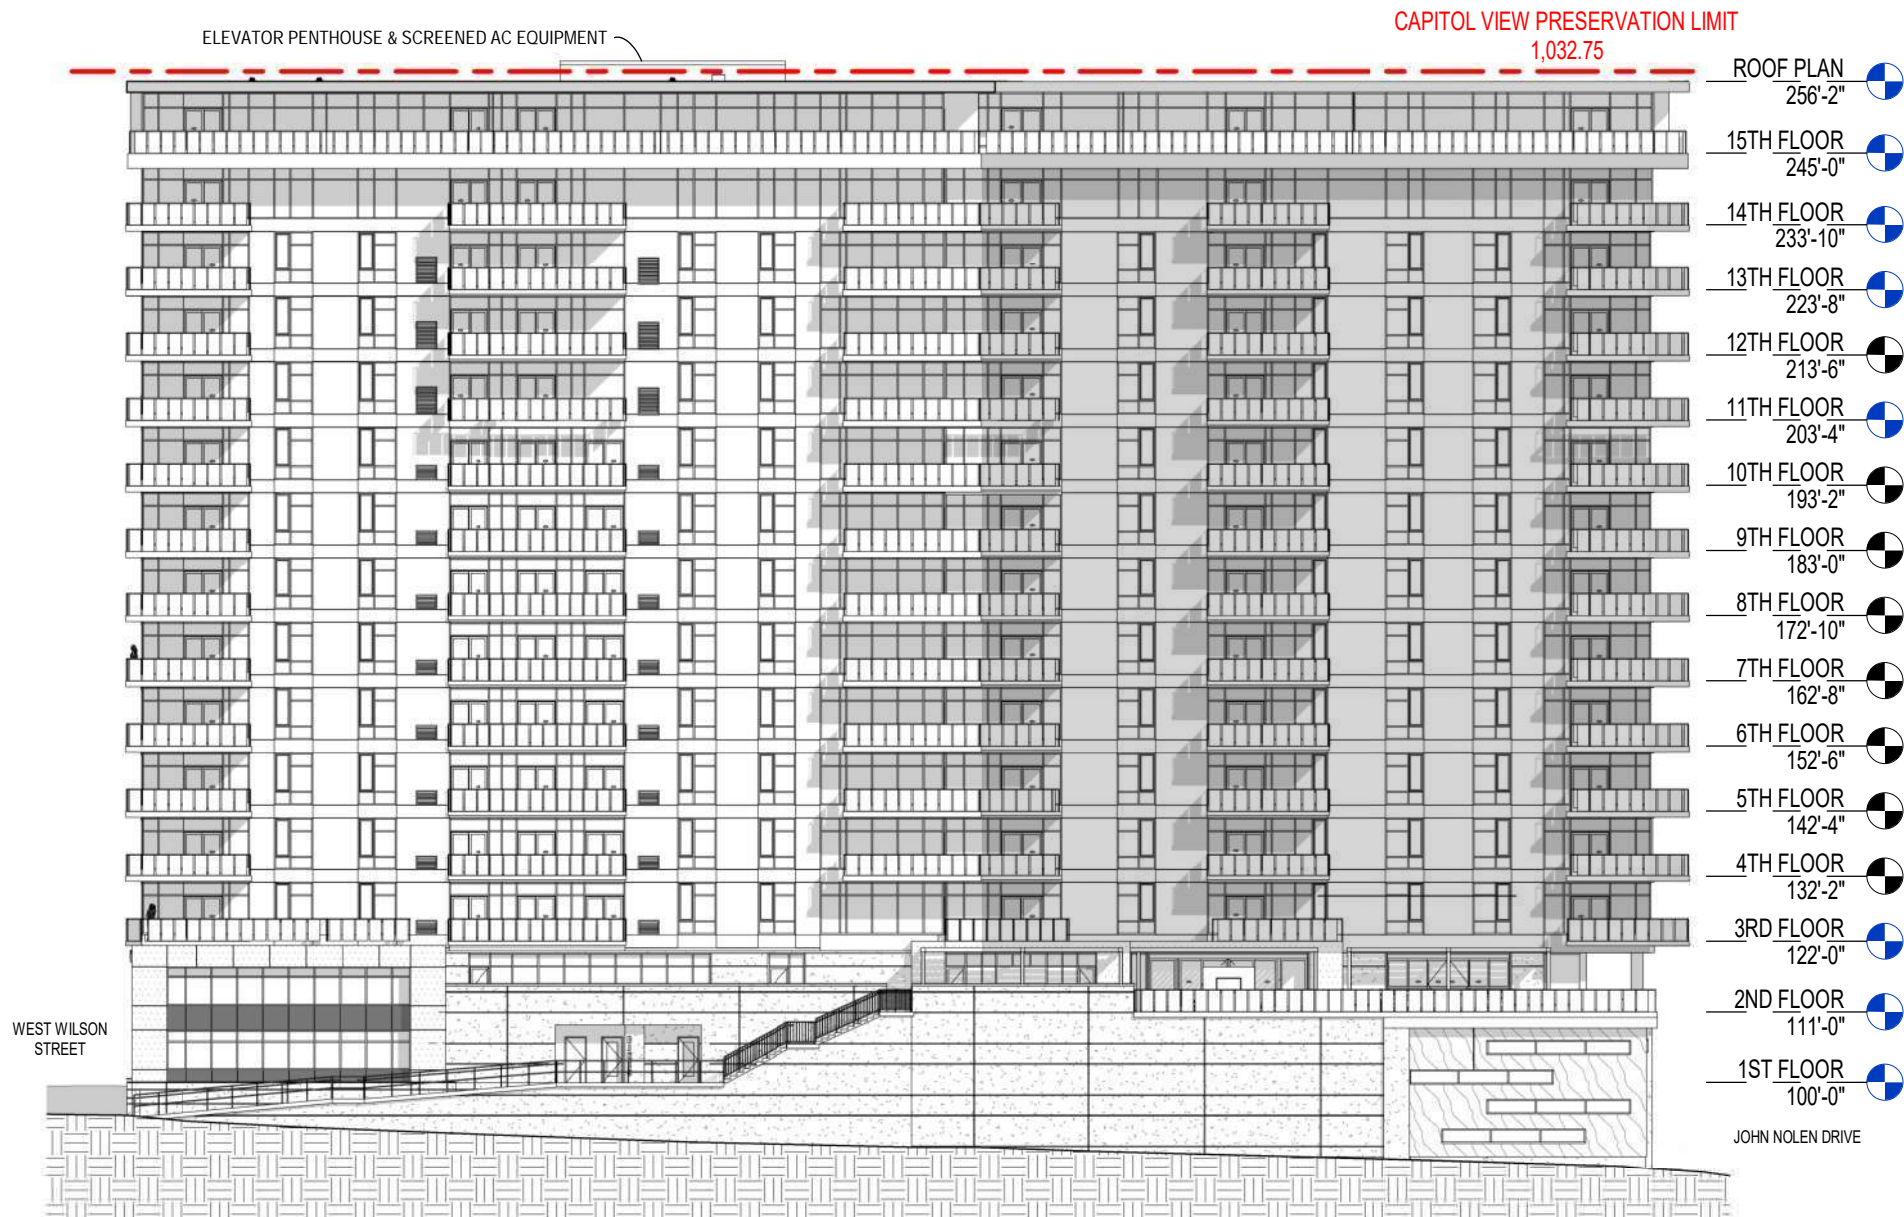 CAPITOL VIEW PRESERVATION LIMIT
1,032.75
ELEVATOR PENTHOUSE & SCREENED AC EQUIPMENT
ROOF PLAN
256'-2"
15TH FLOOR
245'-0"
14TH FLOOR
233'-10"
13TH FLOOR
223'-8"
12TH FLOOR
213'-6"
11TH FLOOR
203'-4"
10TH FLOOR
193'-2"
9TH FLOOR
183'-0"
8TH FLOOR
172'-10"
7TH FLOOR
162'-8"
6TH FLOOR
152'-6"
5TH FLOOR
142'-4"
4TH FLOOR
132'-2"
3RD FLOOR
122'-0"
2ND FLOOR
111'-0"
WEST WILSON
STREET
1ST FLOOR
100'-0"
JOHN NOLEN DRIVE